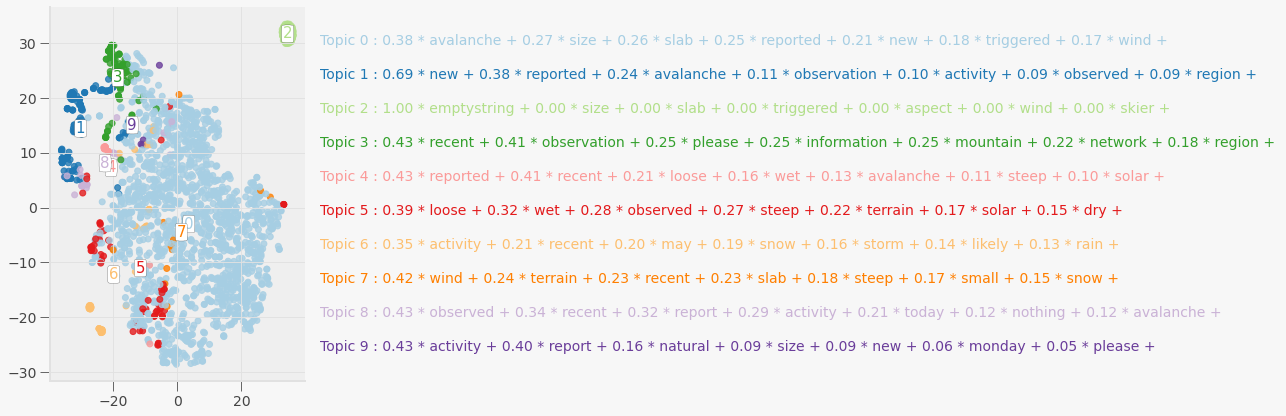 30
20
10
0
−10
−20
−30
−20
0
20
2
3
1
9
8
4
0
7
5
6
Topic 0 : 0.38 * avalanche + 0.27 * size + 0.26 * slab + 0.25 * reported + 0.21 * new + 0.18 * triggered + 0.17 * wind +
Topic 1 : 0.69 * new + 0.38 * reported + 0.24 * avalanche + 0.11 * observation + 0.10 * activity + 0.09 * observed + 0.09 * region +
Topic 2 : 1.00 * emptystring + 0.00 * size + 0.00 * slab + 0.00 * triggered + 0.00 * aspect + 0.00 * wind + 0.00 * skier +
Topic 3 : 0.43 * recent + 0.41 * observation + 0.25 * please + 0.25 * information + 0.25 * mountain + 0.22 * network + 0.18 * region +
Topic 4 : 0.43 * reported + 0.41 * recent + 0.21 * loose + 0.16 * wet + 0.13 * avalanche + 0.11 * steep + 0.10 * solar +
Topic 5 : 0.39 * loose + 0.32 * wet + 0.28 * observed + 0.27 * steep + 0.22 * terrain + 0.17 * solar + 0.15 * dry +
Topic 6 : 0.35 * activity + 0.21 * recent + 0.20 * may + 0.19 * snow + 0.16 * storm + 0.14 * likely + 0.13 * rain +
Topic 7 : 0.42 * wind + 0.24 * terrain + 0.23 * recent + 0.23 * slab + 0.18 * steep + 0.17 * small + 0.15 * snow +
Topic 8 : 0.43 * observed + 0.34 * recent + 0.32 * report + 0.29 * activity + 0.21 * today + 0.12 * nothing + 0.12 * avalanche +
Topic 9 : 0.43 * activity + 0.40 * report + 0.16 * natural + 0.09 * size + 0.09 * new + 0.06 * monday + 0.05 * please +